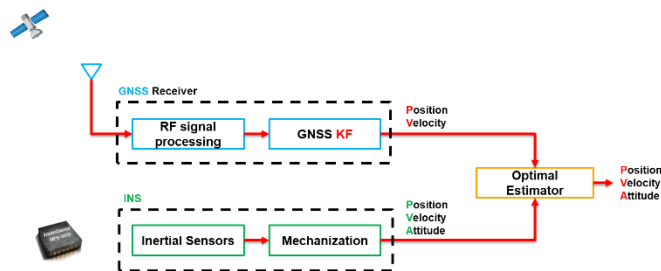 GNSS Receiver
RF signal
processing
GNSS KF
Position
Velocity
Optimal
Estimator
Position
Velocity
Attitude
INS
Inertial Sensors
Mechanization
Position
Velocity
Attitude
InvenSense